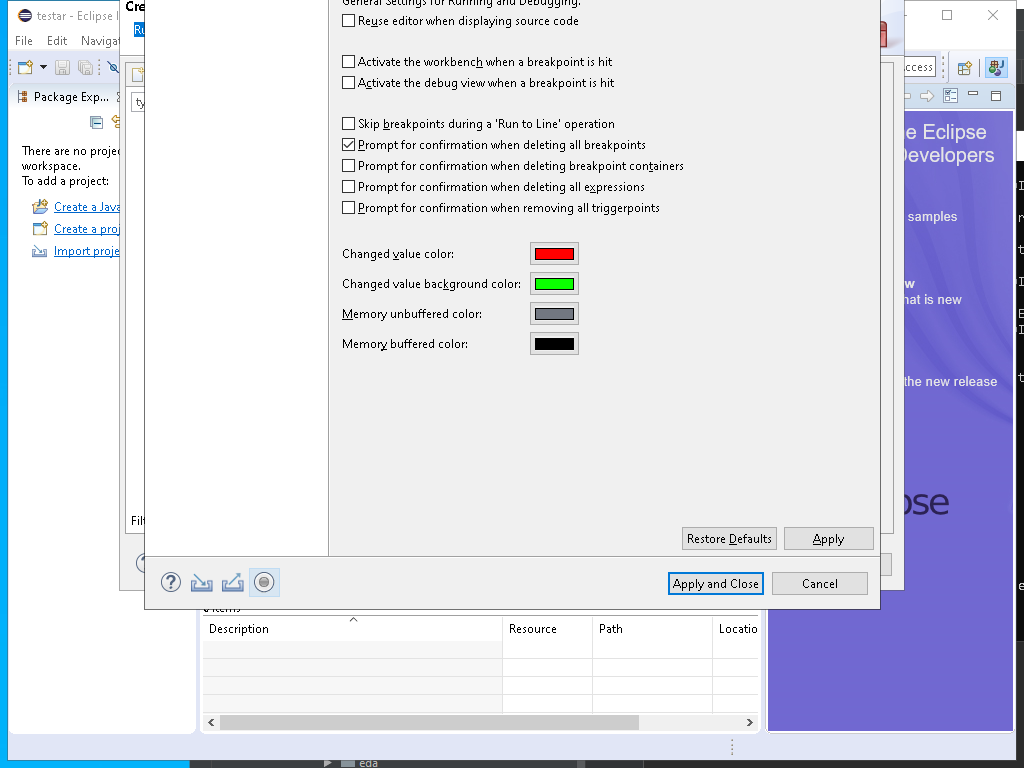 testar - Eclipse I
Cre
General Settings for Running and Debugging.
Ru
Reuse editor when displaying source code
File Edit Navigat
Activate the workbench when a breakpoint is hit
ccess
Activate the debug view when a breakpoint is hit
Package Exp...
ty
Skip breakpoints during a 'Run to Line' operation
e Eclipse
Prompt for confirmation when deleting all breakpoints
Developers
There are no projec
workspace.
Prompt for confirmation when deleting breakpoint containers
To add a project:
Prompt for confirmation when deleting all expressions
Create a Java
Prompt for confirmation when removing all triggerpoints
samples
Create a proj
Import proje
Changed value color:
Changed value background color:
w
hat is new
Memory unbuffered color:
Memory buffered color:
the new release
pse
Filt
Restore Defaults
Apply
Apply and Close
Cancel
0 items
Description Resource Path Locatio
eda